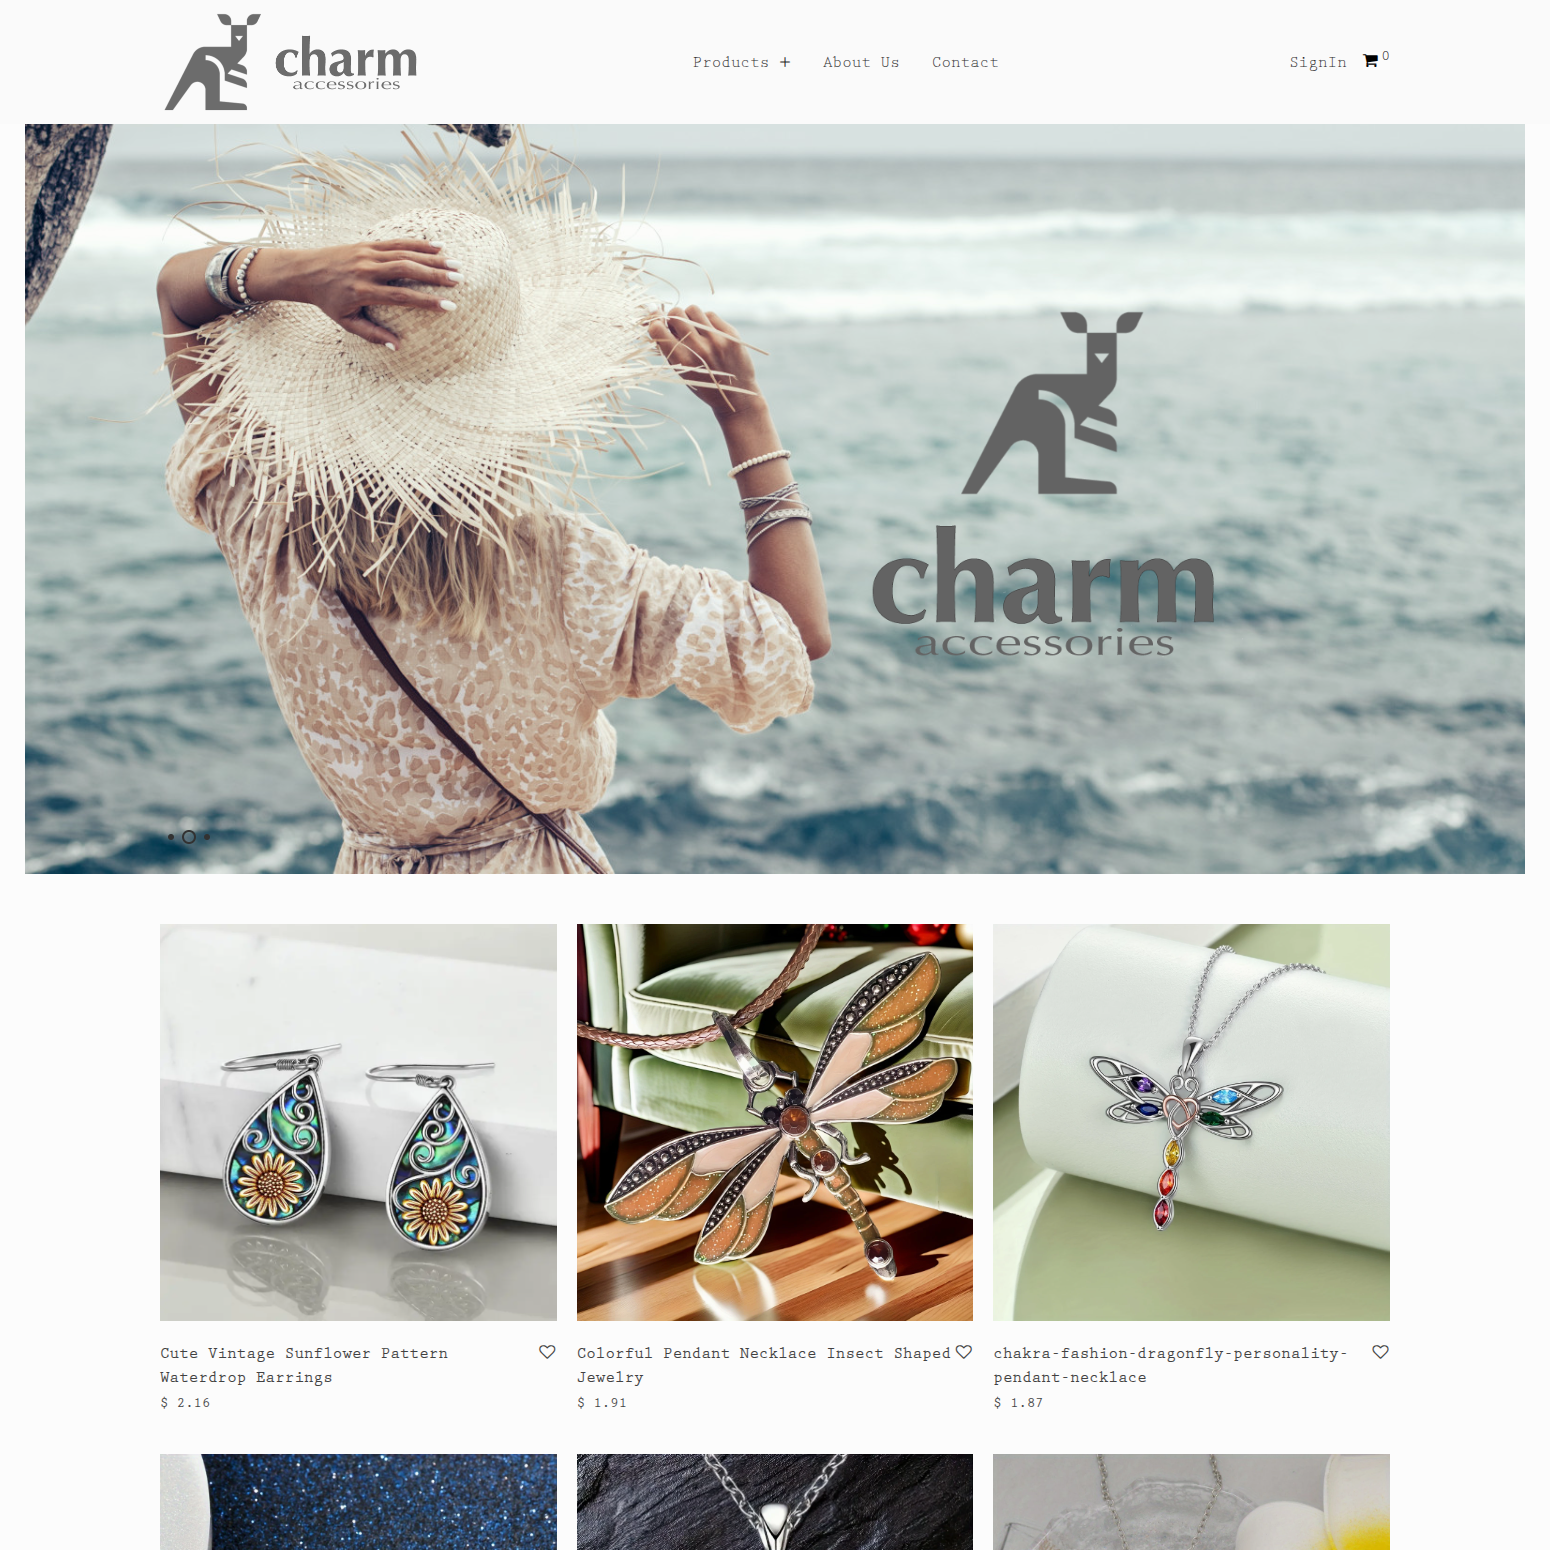 charm
accessories
Products +
About Us
Contact
SignIn
0
charm
accessories
Cute Vintage Sunflower Pattern
Waterdrop Earrings
$ 2.16
Colorful Pendant Necklace Insect Shaped
Jewelry
$ 1.91
chakra-fashion-dragonfly-personality-
pendant-necklace
$ 1.87